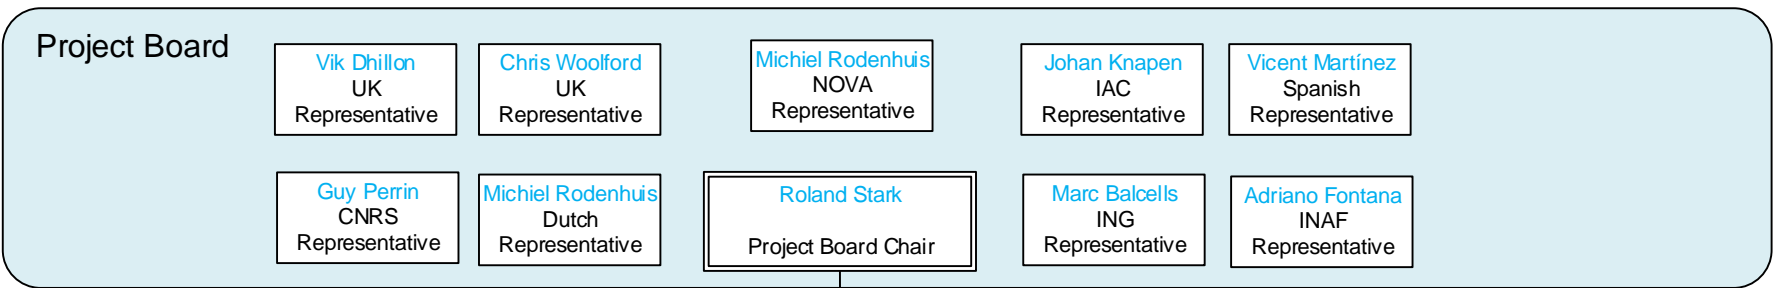 Project Board
Vik Dhillon
UK
Representative
Chris Woolford
UK
Representative
Michiel Rodenhuis
NOVA
Representative
Johan Knapen
IAC
Representative
Vicent Martínez
Spanish
Representative
Guy Perrin
CNRS
Representative
Michiel Rodenhuis
Dutch
Representative
Roland Stark
Project Board Chair
Marc Balcells
ING
Representative
Adriano Fontana
INAF
Representative